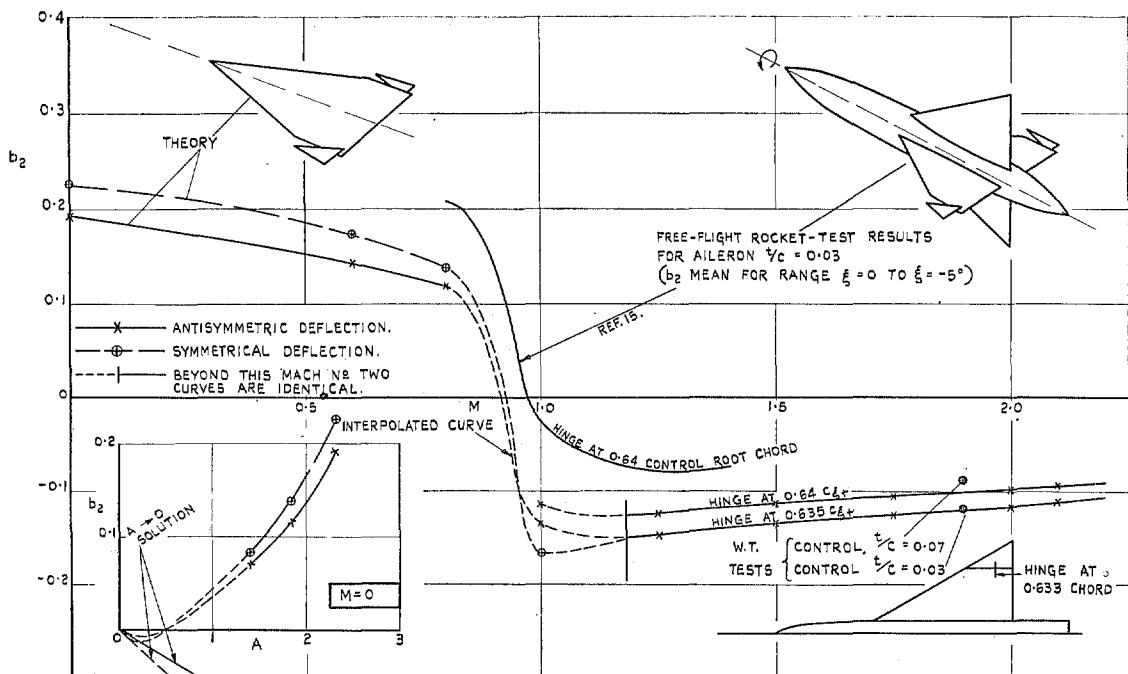 0.4
0.3
b2
THEORY
0.2
0.1
FREE-FLIGHT ROCKET-TEST RESULTS
FOR AILERON t/c = 0.03
(b2 MEAN FOR RANGE ξ = 0 TO ξ = -5°)
REF. 15.
ANTISYMMETRIC DEFLECTION.
SYMMETRICAL DEFLECTION.
BEYOND THIS MACH No TWO
CURVES ARE IDENTICAL.
0
0.5
M
1.0
1.5
2.0
INTERPOLATED CURVE
HINGE AT 0.64 CONTROL ROOT CHORD
-0.1
HINGE AT 0.64
HINGE AT 0.635
W.T.
TESTS
CONTROL, t/c = 0.07
CONTROL t/c = 0.03
HINGE AT
0.633 CHORD
-0.2
0.2
b2
0.1
A → 0
SOLUTION
M = 0
0
1
A
2
3